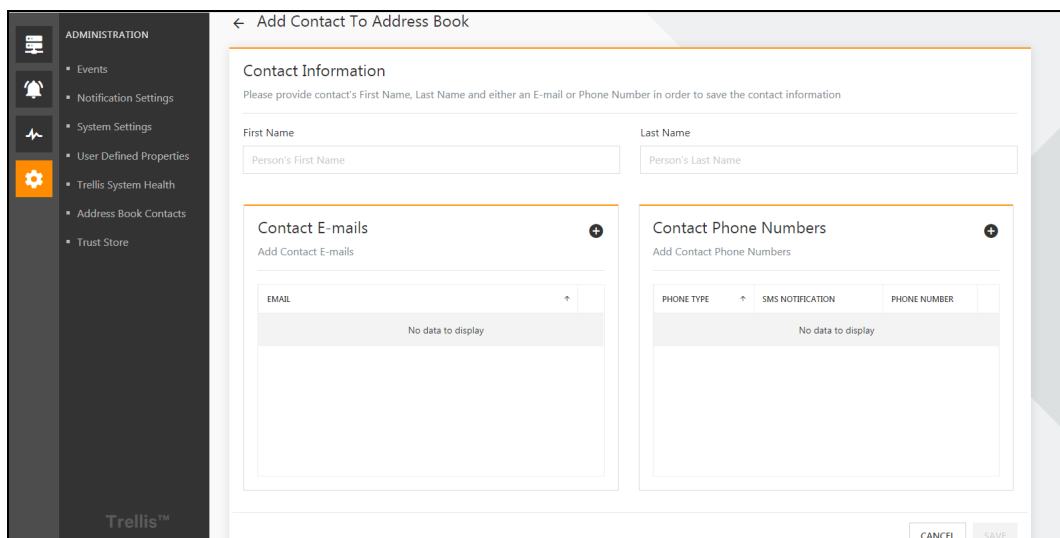 ADMINISTRATION
Events
Notification Settings
System Settings
User Defined Properties
Trellis System Health
Address Book Contacts
Trust Store
Trellis™
Add Contact To Address Book
Contact Information
Please provide contact's First Name, Last Name and either an E-mail or Phone Number in order to save the contact information
First Name
Last Name
Person's First Name
Person's Last Name
Contact E-mails
Add Contact E-mails
EMAIL
No data to display
Contact Phone Numbers
Add Contact Phone Numbers
PHONE TYPE SMS NOTIFICATION PHONE NUMBER
No data to display
CANCEL SAVE